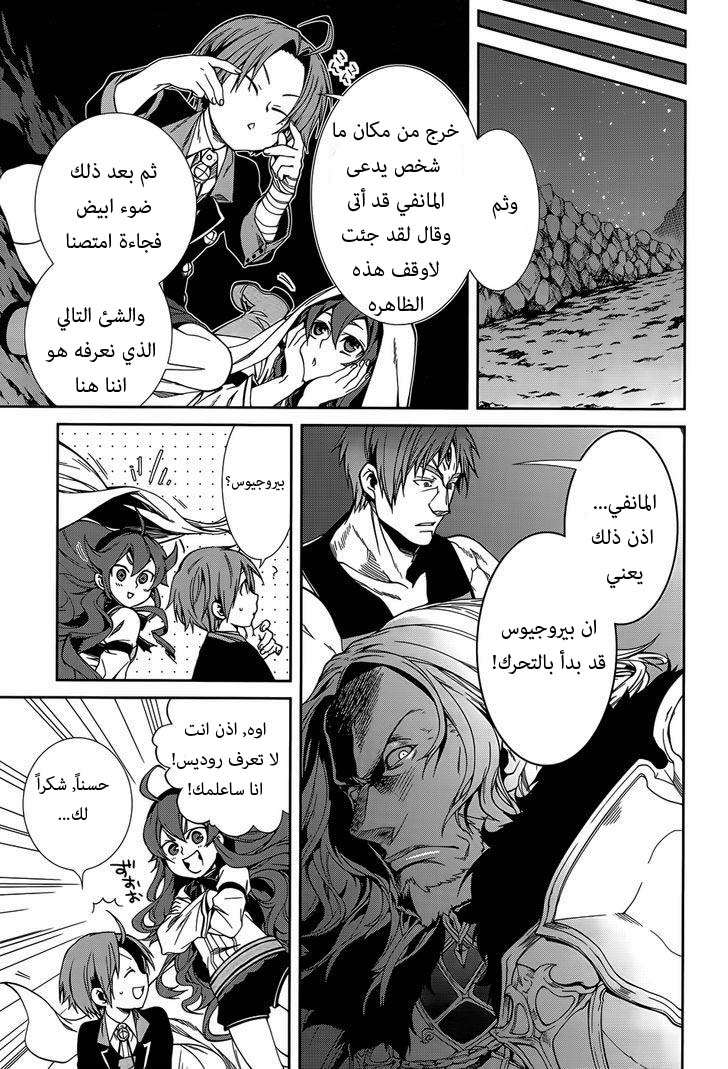 وثم
خرج من مكان ما
شخص يدعى
المانفي قد أتى
وقال لقد جئت
لاوقف هذه
الظاهره
ثم بعد ذلك
ضوء ابيض
فجاءة امتصنا
والشئ التالي
الذي نعرفه هو
اننا هنا
المانفي...
اذن ذلك
يعني
ان بيروجيوس
قد بدأ بالتحرك!
بيروجيوس؟
?
اوه, اذن انت
لا تعرف روديس!
انا ساعلمك!
حسناً, شكراً
لك...